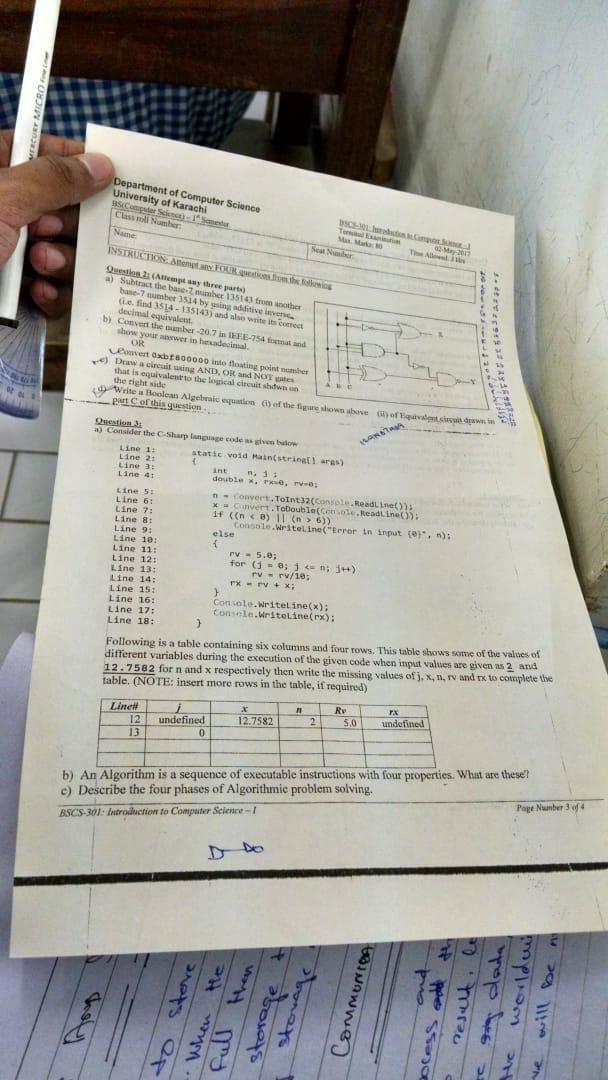 MERCURY MICRO Fine Liner
Department of Computer Science
University of Karachi
BS(Computer Science) – 1st Semester
Class roll Number:
Name:
BSCS-301: Introduction to Computer Science – I
Terminal Examination
02-May-2017
Max. Marks: 80
Time Allowed: 3 Hrs
Seat Number:
INSTRUCTION: Attempt any FOUR questions from the following
Question 2: (Attempt any three parts)
a) Subtract the base-7 number 135143 from another
base-7 number 3514 by using additive inverse.
(i.e. find 3514 - 135143) and also write its correct
decimal equivalent.
b) Convert the number -20.7 in IEEE-754 format and
show your answer in hexadecimal.
OR
Convert 0xbf800000 into floating point number
c) Draw a circuit using AND, OR and NOT gates
that is equivalent to the logical circuit shown on
the right side
A B C
X
Y
d) Write a Boolean Algebraic equation (i) of the figure shown above (ii) of Equivalent circuit drawn in
part C of this question.
Question 3:
a) Consider the C-Sharp language code as given below
Line 1: static void Main(string[] args)
Line 2: {
Line 3: int n, j;
Line 4: double x, rx=0, rv=0;
Line 5: n = Convert.ToInt32(Console.ReadLine());
Line 6: x = Convert.ToDouble(Console.ReadLine());
Line 7: if ((n < 0) || (n > 6))
Line 8: Console.WriteLine("Error in input {0}", n);
Line 9: else
Line 10: {
Line 11: rv = 5.0;
Line 12: for (j = 0; j <= n; j++)
Line 13: rv = rv/10;
Line 14: rx = rv + x;
Line 15: }
Line 16: Console.WriteLine(x);
Line 17: Console.WriteLine(rx);
Line 18: }
Following is a table containing six columns and four rows. This table shows some of the values of
different variables during the execution of the given code when input values are given as 2 and
12.7582 for n and x respectively then write the missing values of j, x, n, rv and rx to complete the
table. (NOTE: insert more rows in the table, if required)
Line# j x n Rv rx
12 undefined 12.7582 2 5.0 undefined
13 0
b) An Algorithm is a sequence of executable instructions with four properties. What are these?
c) Describe the four phases of Algorithmic problem solving.
BSCS-301: Introduction to Computer Science – I
Page Number 3 of 4
to store
When the
full then
storage
storage
result.
data
will be